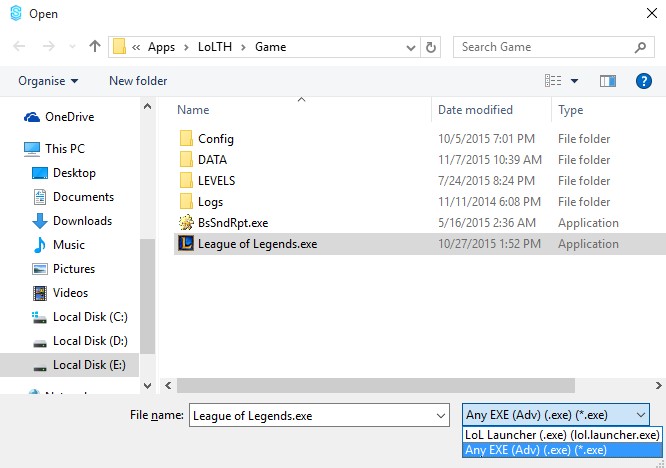 Open
« Apps > LoLTH > Game
Search Game
Organise
New folder
OneDrive
This PC
Desktop
Documents
Downloads
Music
Pictures
Videos
Local Disk (C:)
Local Disk (D:)
Local Disk (E:)
Name Date modified Type
Config 10/5/2015 7:01 PM File folder
DATA 11/7/2015 10:39 AM File folder
LEVELS 7/24/2015 8:24 PM File folder
Logs 11/11/2014 6:08 PM File folder
BsSndRpt.exe 5/16/2015 2:36 AM Application
League of Legends.exe 10/27/2015 1:52 PM Application
File name: League of Legends.exe
Any EXE (Adv) (.exe) (*.exe)
LoL Launcher (.exe) (lol.launcher.exe)
Any EXE (Adv) (.exe) (*.exe)